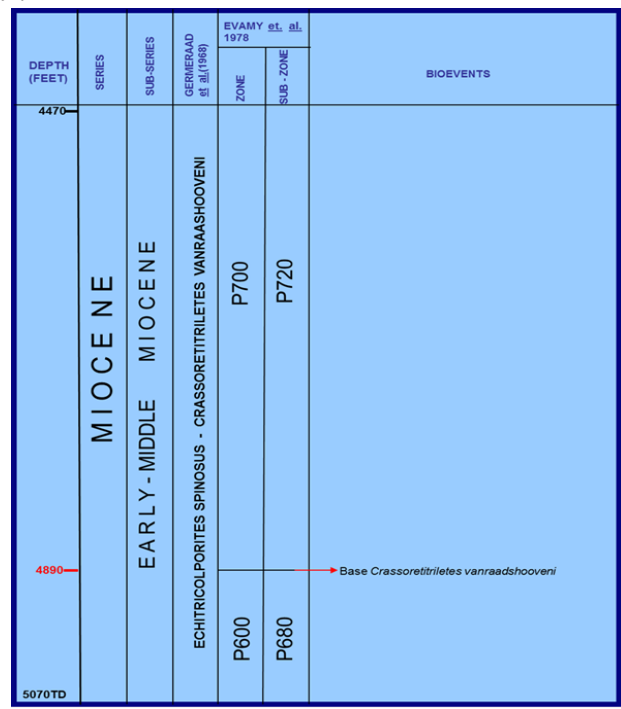 DEPTH
(FEET)
SERIES
SUB-SERIES
GERMERAAD
et al.(1968)
EVAMY et. al.
1978
ZONE
SUB - ZONE
BIOEVENTS
4470
MIOCENE
EARLY - MIDDLE MIOCENE
ECHITRICOLPORITES SPINOSUS - CRASSORETITRILETES VANRAASHOOVENI
P700
P720
4890
Base Crassoretitriletes vanraadshooveni
P600
P680
5070TD